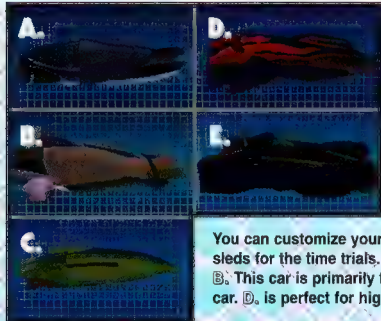 A.
B.
C.
D.
E.
You can customize your
sleds for the time trials.
B. This car is primarily f
car. D. is perfect for hig